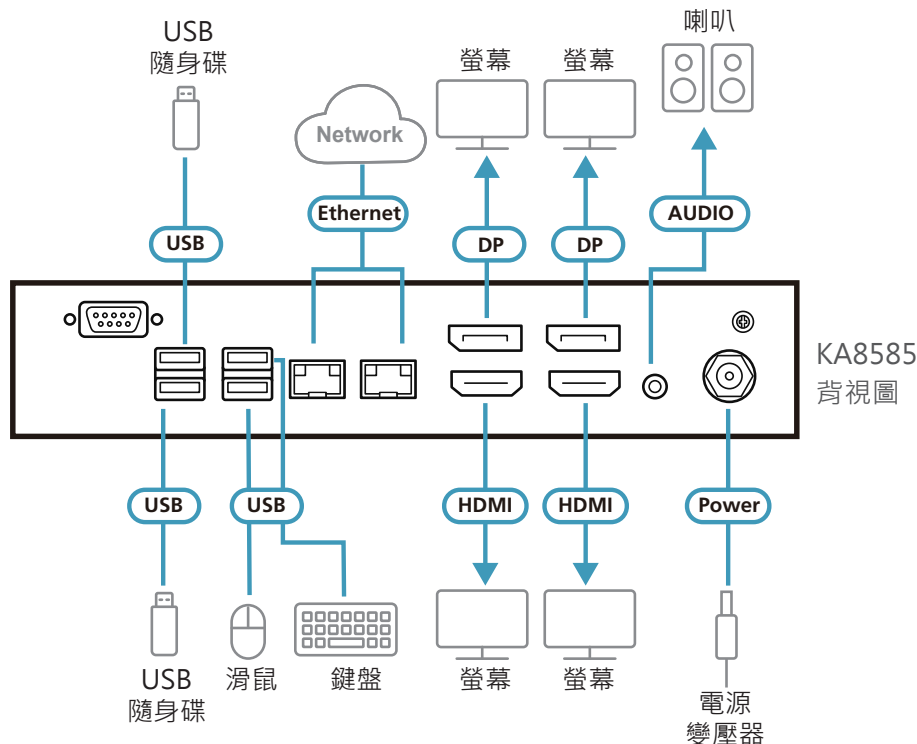 喇叭
USB
隨身碟
螢幕
螢幕
Network
Ethernet
AUDIO
USB
DP
DP
KA8585
背視圖
USB
USB
HDMI
HDMI
Power
USB
隨身碟
滑鼠
鍵盤
螢幕
螢幕
電源
變壓器